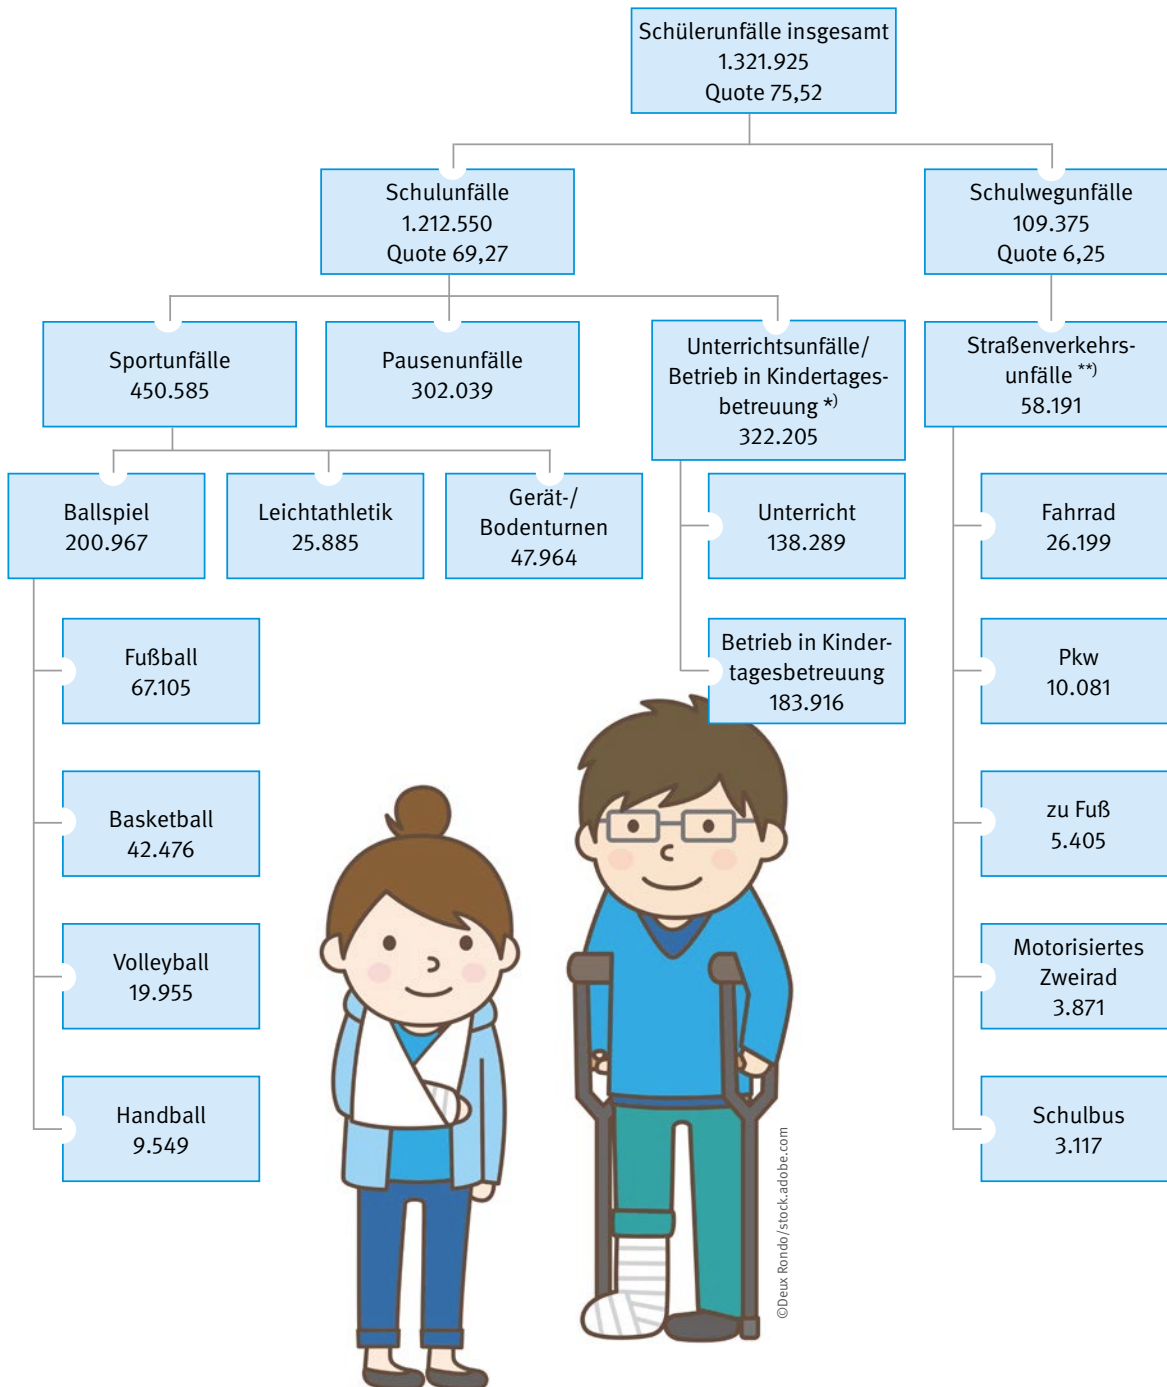 Schülerunfälle insgesamt
1.321.925
Quote 75,52
Schulunfälle
1.212.550
Quote 69,27
Schulwegunfälle
109.375
Quote 6,25
Sportunfälle
450.585
Pausenunfälle
302.039
Unterrichtsunfälle/
Betrieb in Kindertages-
betreuung *)
322.205
Straßenverkehrs-
unfälle **)
58.191
Ballspiel
200.967
Leichtathletik
25.885
Gerät-/
Bodenturnen
47.964
Unterricht
138.289
Fahrrad
26.199
Fußball
67.105
Betrieb in Kinder-
tagesbetreuung
183.916
Pkw
10.081
Basketball
42.476
zu Fuß
5.405
Volleyball
19.955
Motorisiertes
Zweirad
3.871
Handball
9.549
Schulbus
3.117
©Deux Rondo/stock.adobe.com